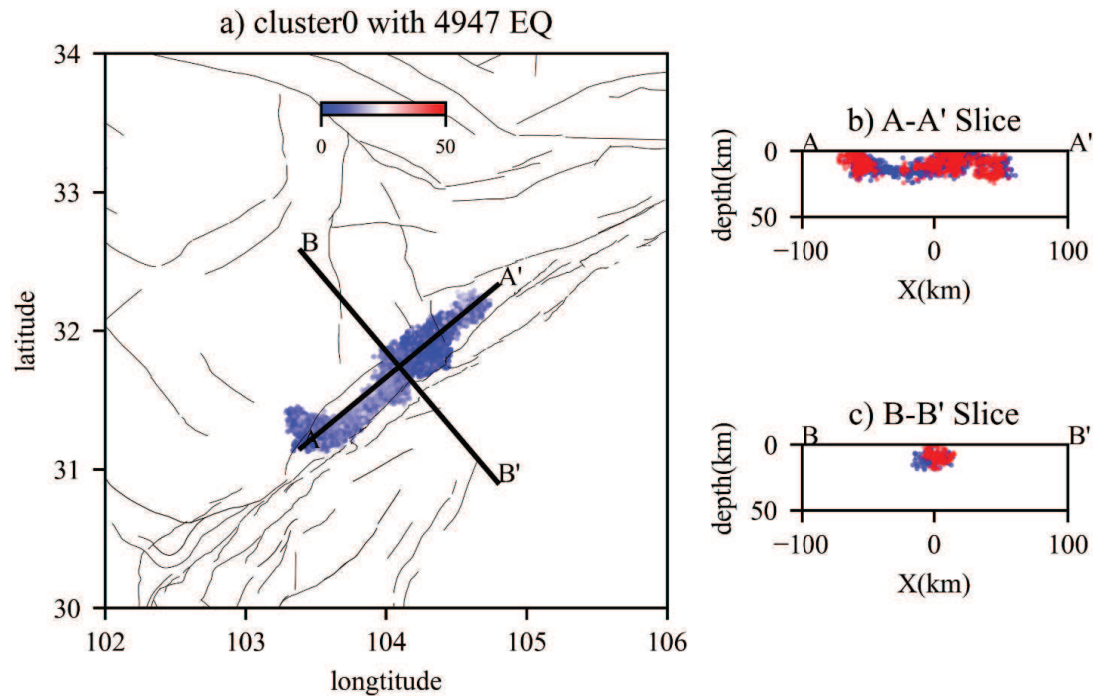 a) cluster0 with 4947 EQ
34
33
32
31
30
latitude
0 50
B
A'
A
B'
102 103 104 105 106
longtitude
b) A-A' Slice
A A'
0
50
depth(km)
−100 0 100
X(km)
c) B-B' Slice
B B'
0
50
depth(km)
−100 0 100
X(km)